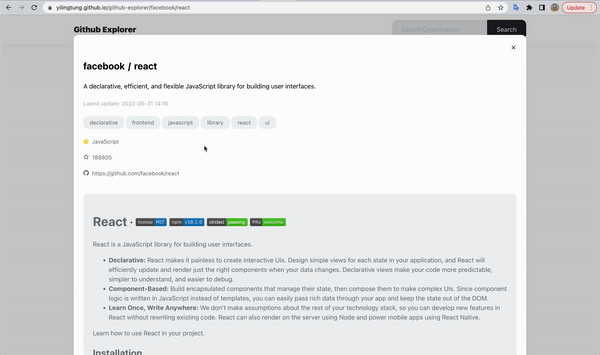 yilingtung.github.io/github-explorer/facebook/react
Update
Github Explorer
Search Organization
Search
facebook / react
A declarative, efficient, and flexible JavaScript library for building user interfaces.
Latest update: 2022-05-31 14:16
declarative frontend javascript library react ui
JavaScript
188805
https://github.com/facebook/react
React · license MIT npm v18.1.0 circleci passing PRs welcome!
React is a JavaScript library for building user interfaces.
• Declarative: React makes it painless to create interactive UIs. Design simple views for each state in your application, and React will
efficiently update and render just the right components when your data changes. Declarative views make your code more predictable,
simpler to understand, and easier to debug.
• Component-Based: Build encapsulated components that manage their state, then compose them to make complex UIs. Since component
logic is written in JavaScript instead of templates, you can easily pass rich data through your app and keep the state out of the DOM.
• Learn Once, Write Anywhere: We don't make assumptions about the rest of your technology stack, so you can develop new features in
React without rewriting existing code. React can also render on the server using Node and power mobile apps using React Native.
Learn how to use React in your project.
Installation